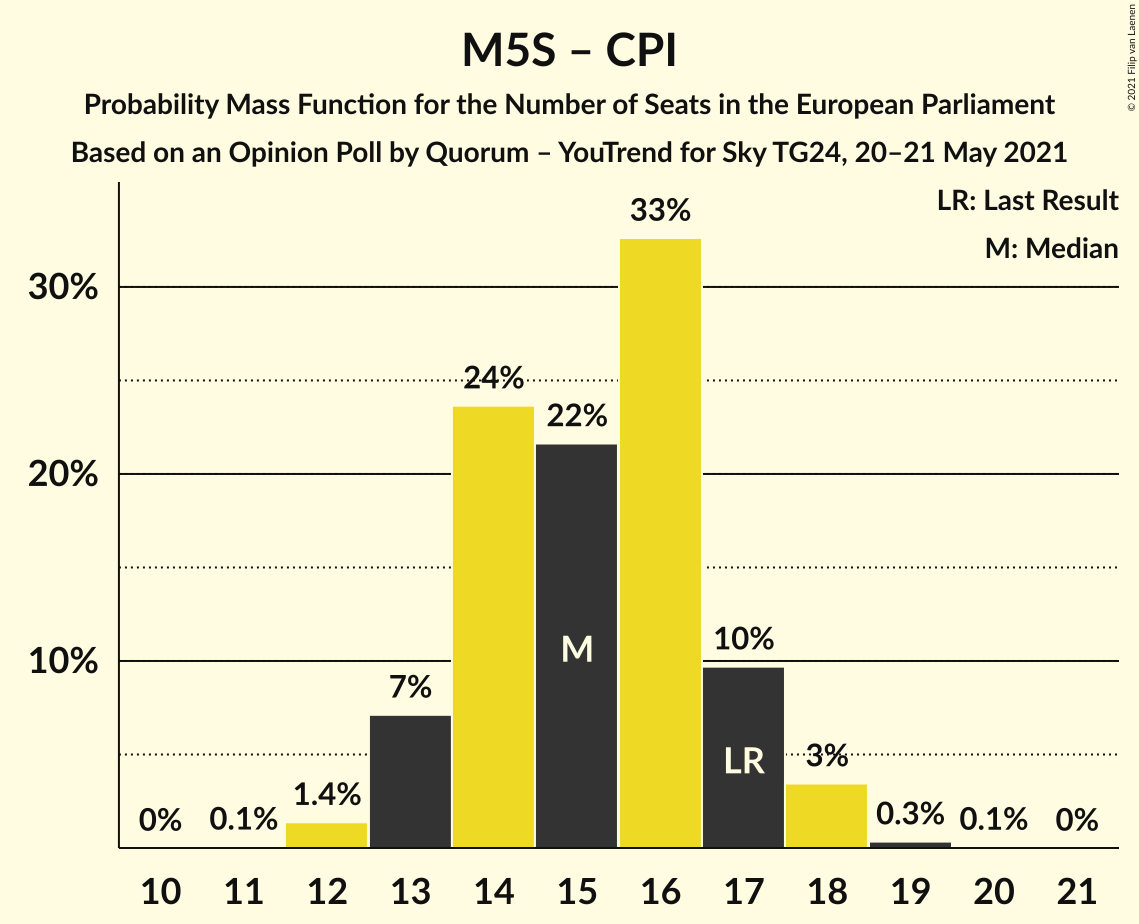 M5S – CPI
Probability Mass Function for the Number of Seats in the European Parliament
Based on an Opinion Poll by Quorum – YouTrend for Sky TG24, 20–21 May 2021
© 2021 Filip van Laenen
LR: Last Result
M: Median
30%
20%
10%
0%
0.1%
1.4%
7%
24%
22%
33%
10%
3%
0.3%
0.1%
0%
M
LR
10 11 12 13 14 15 16 17 18 19 20 21